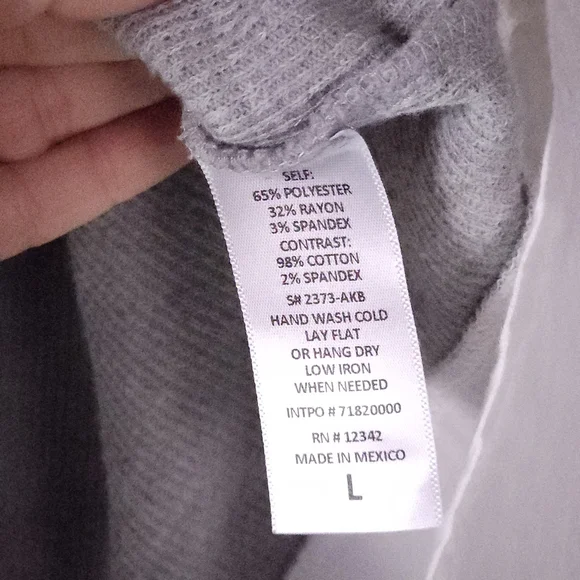 SELF:
65% POLYESTER
32% RAYON
3% SPANDEX
CONTRAST:
98% COTTON
2% SPANDEX
S# 2373-AKB
HAND WASH COLD
LAY FLAT
OR HANG DRY
LOW IRON
WHEN NEEDED
INTPO # 71820000
RN # 12342
MADE IN MEXICO
L